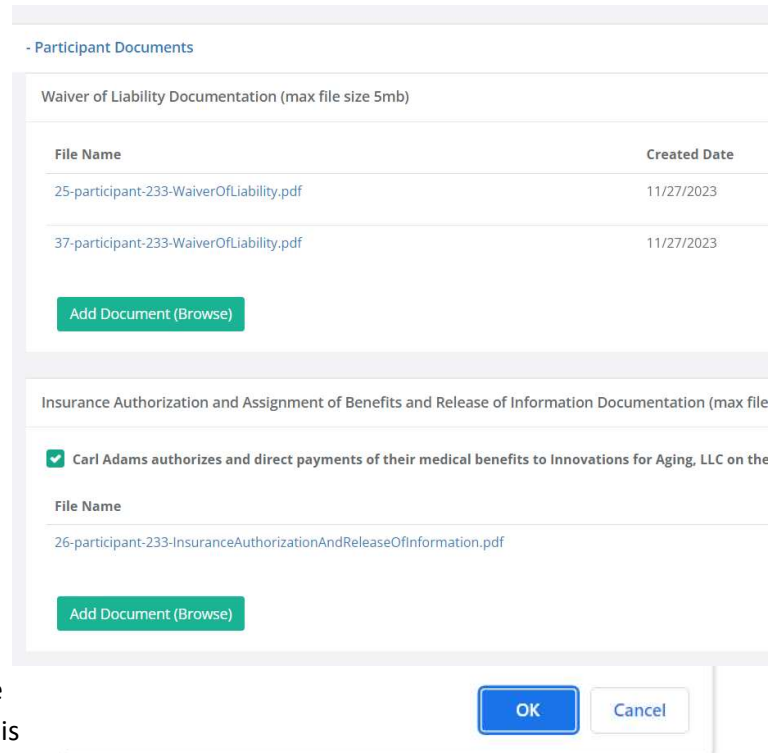 - Participant Documents
Waiver of Liability Documentation (max file size 5mb)
File Name Created Date
25-participant-233-WaiverOfLiability.pdf 11/27/2023
37-participant-233-WaiverOfLiability.pdf 11/27/2023
Add Document (Browse)
Insurance Authorization and Assignment of Benefits and Release of Information Documentation (max file
Carl Adams authorizes and direct payments of their medical benefits to Innovations for Aging, LLC on the
File Name
26-participant-233-InsuranceAuthorizationAndReleaseOfInformation.pdf
Add Document (Browse)
OK Cancel
is